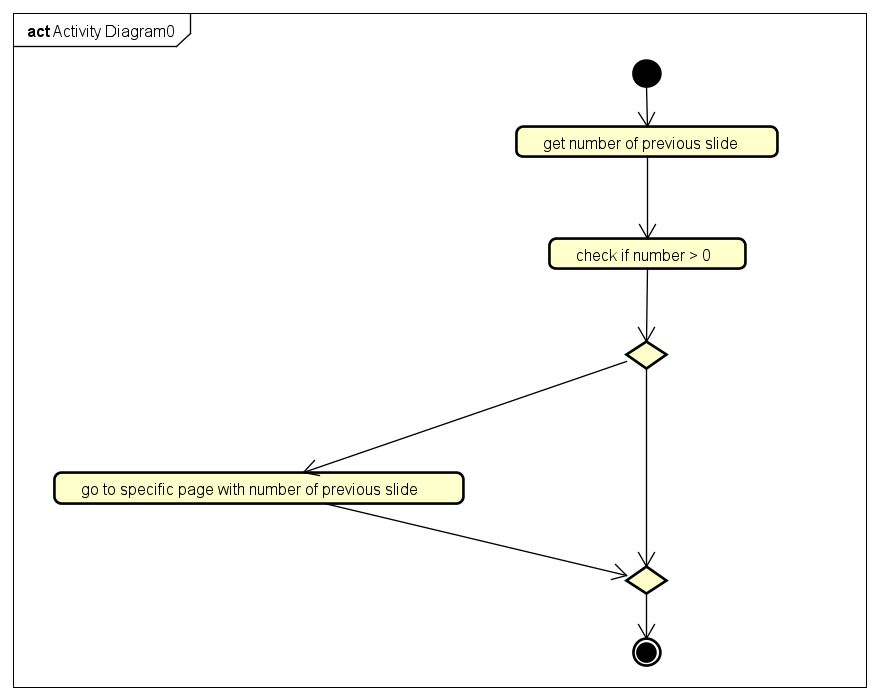 act Activity Diagram0
get number of previous slide
check if number > 0
go to specific page with number of previous slide